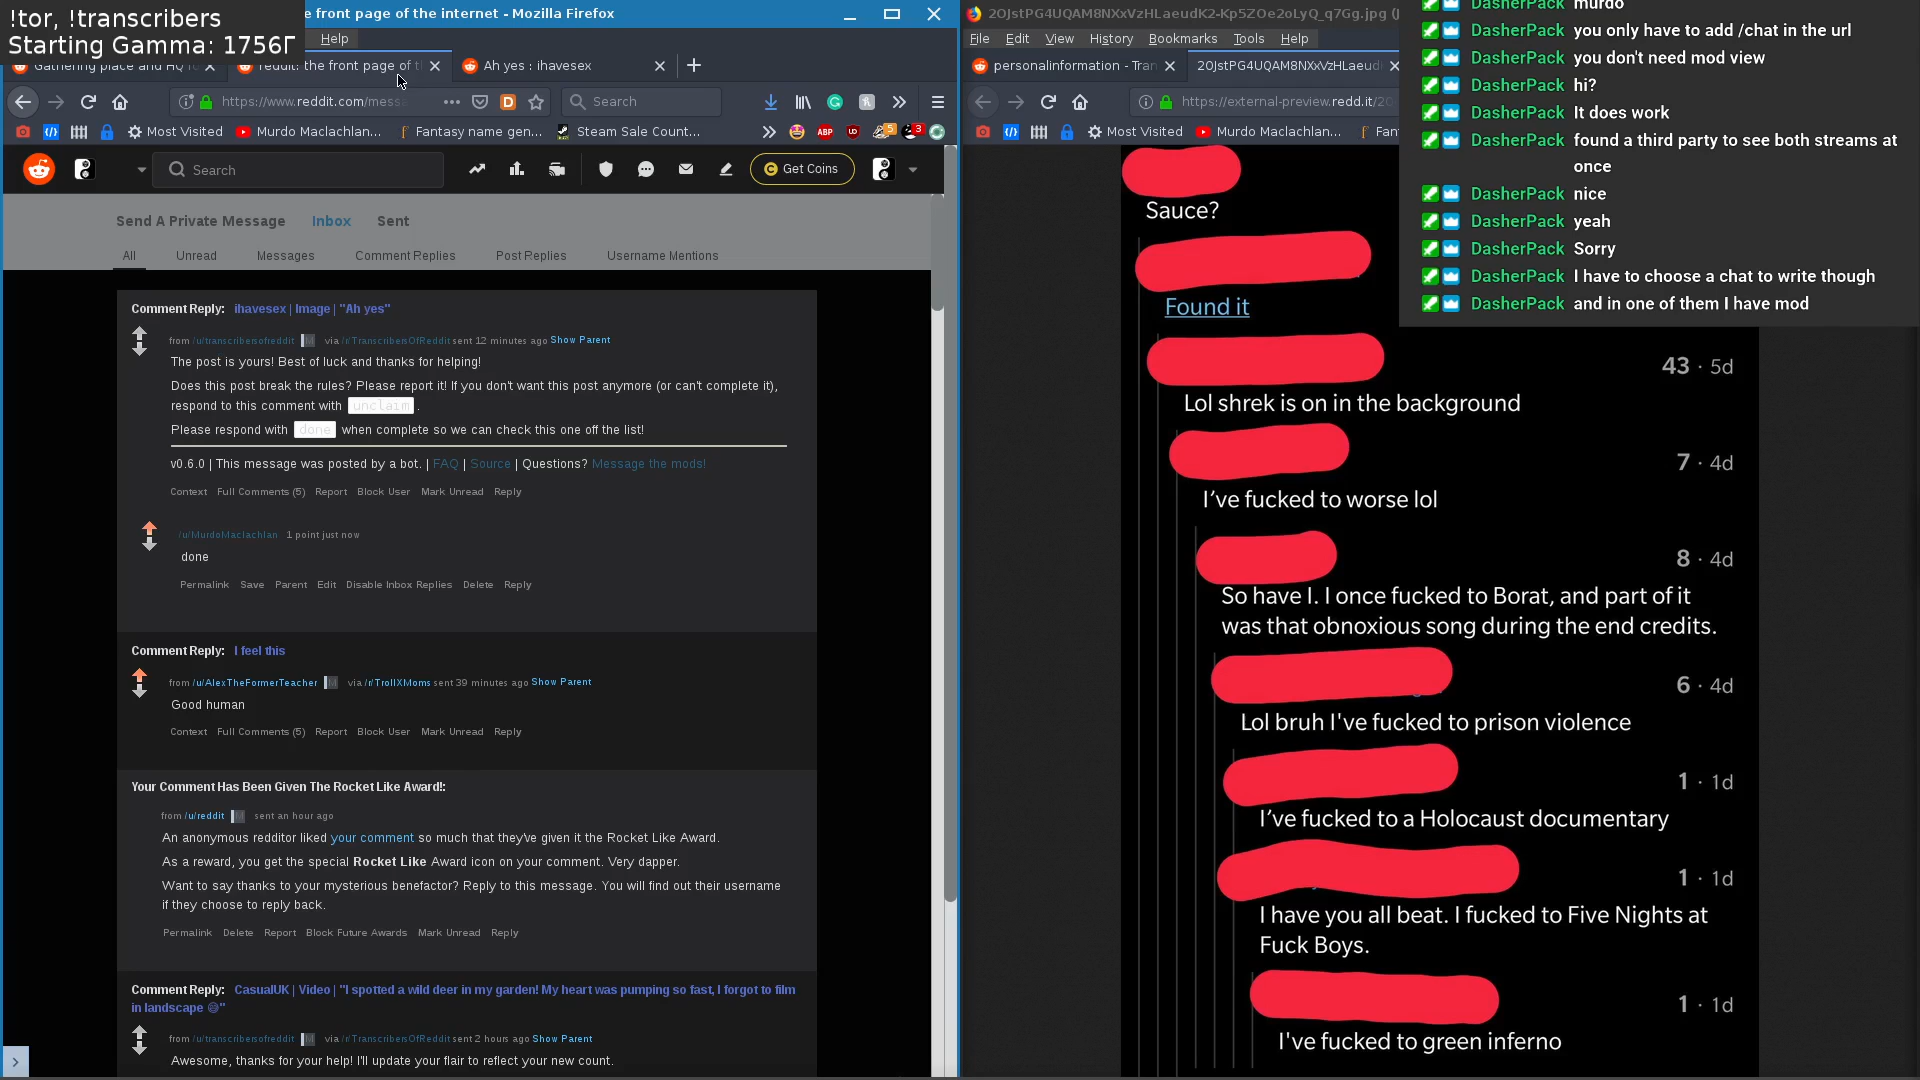 !tor, !transcribers
Starting Gamma: 1756Γ
e front page of the internet - Mozilla Firefox
Help
Gathering place and HQ fo
reddit: the front page of t
Ah yes : ihavesex
https://www.reddit.com/messa
Search
Most Visited
Murdo Maclachlan...
Fantasy name gen...
Steam Sale Count...
ABP
5
3
Search
Get Coins
Send A Private Message
Inbox
Sent
All
Unread
Messages
Comment Replies
Post Replies
Username Mentions
Comment Reply: ihavesex | Image | "Ah yes"
from /u/transcribersofreddit [M] via /r/TranscribersOfReddit sent 12 minutes ago Show Parent
The post is yours! Best of luck and thanks for helping!
Does this post break the rules? Please report it! If you don't want this post anymore (or can't complete it),
respond to this comment with unclaim .
Please respond with done when complete so we can check this one off the list!
v0.6.0 | This message was posted by a bot. | FAQ | Source | Questions? Message the mods!
Context Full Comments (5) Report Block User Mark Unread Reply
/u/MurdoMaclachlan 1 point just now
done
Permalink Save Parent Edit Disable Inbox Replies Delete Reply
Comment Reply: I feel this
from /u/AlexTheFormerTeacher [M] via /r/TrollXMoms sent 39 minutes ago Show Parent
Good human
Context Full Comments (5) Report Block User Mark Unread Reply
Your Comment Has Been Given The Rocket Like Award!:
from /u/reddit [M] sent an hour ago
An anonymous redditor liked your comment so much that they've given it the Rocket Like Award.
As a reward, you get the special Rocket Like Award icon on your comment. Very dapper.
Want to say thanks to your mysterious benefactor? Reply to this message. You will find out their username
if they choose to reply back.
Permalink Delete Report Block Future Awards Mark Unread Reply
Comment Reply: CasualUK | Video | "I spotted a wild deer in my garden! My heart was pumping so fast, I forgot to film
in landscape 😅"
from /u/transcribersofreddit [M] via /r/TranscribersOfReddit sent 2 hours ago Show Parent
Awesome, thanks for your help! I'll update your flair to reflect your new count.
2OJstPG4UQAM8NXxVzHLaeudK2-Kp5ZOe2oLyQ_q7Gg.jpg (
File Edit View History Bookmarks Tools Help
personalinformation - Tran
2OJstPG4UQAM8NXxVzHLaeudK
https://external-preview.redd.it/2O
Most Visited
Murdo Maclachlan...
Fan
Sauce?
Found it
43 · 5d
Lol shrek is on in the background
7 · 4d
I've fucked to worse lol
8 · 4d
So have I. I once fucked to Borat, and part of it
was that obnoxious song during the end credits.
6 · 4d
Lol bruh I've fucked to prison violence
1 · 1d
I've fucked to a Holocaust documentary
1 · 1d
I have you all beat. I fucked to Five Nights at
Fuck Boys.
1 · 1d
I've fucked to green inferno
DasherPack murdo
DasherPack you only have to add /chat in the url
DasherPack you don't need mod view
DasherPack hi?
DasherPack It does work
DasherPack found a third party to see both streams at
once
DasherPack nice
DasherPack yeah
DasherPack Sorry
DasherPack I have to choose a chat to write though
DasherPack and in one of them I have mod